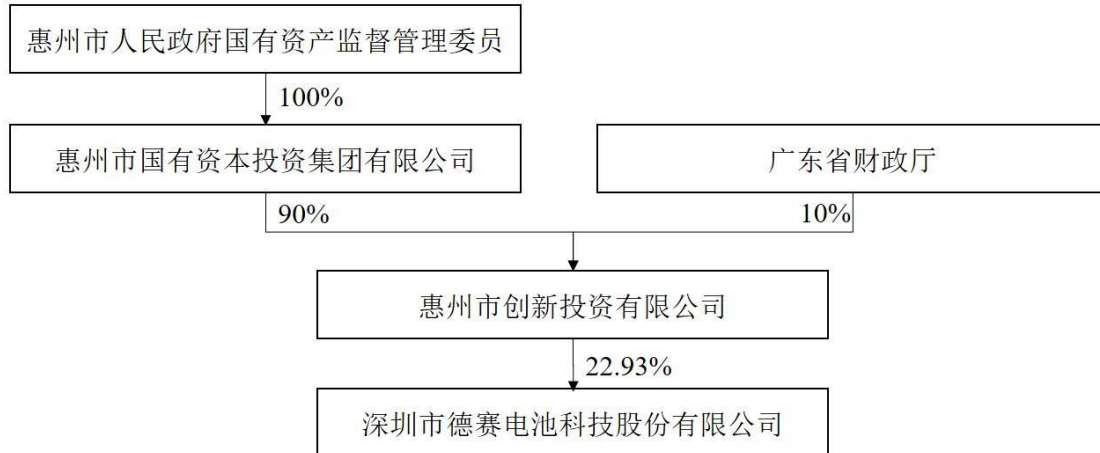 惠州市人民政府国有资产监督管理委员
100%
惠州市国有资本投资集团有限公司
广东省财政厅
90%
10%
惠州市创新投资有限公司
22.93%
深圳市德赛电池科技股份有限公司